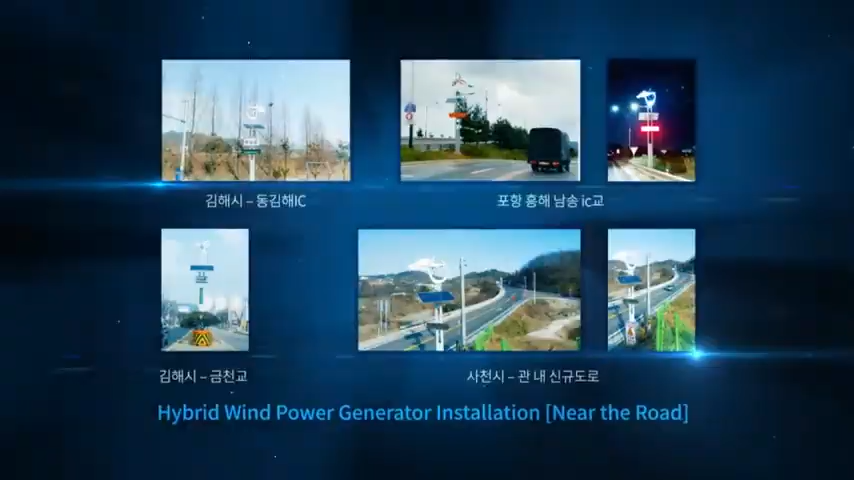 김해시 – 동김해IC
포항 흥해 남송 ic교
김해시 – 금천교
사천시 – 관 내 신규도로
Hybrid Wind Power Generator Installation [Near the Road]